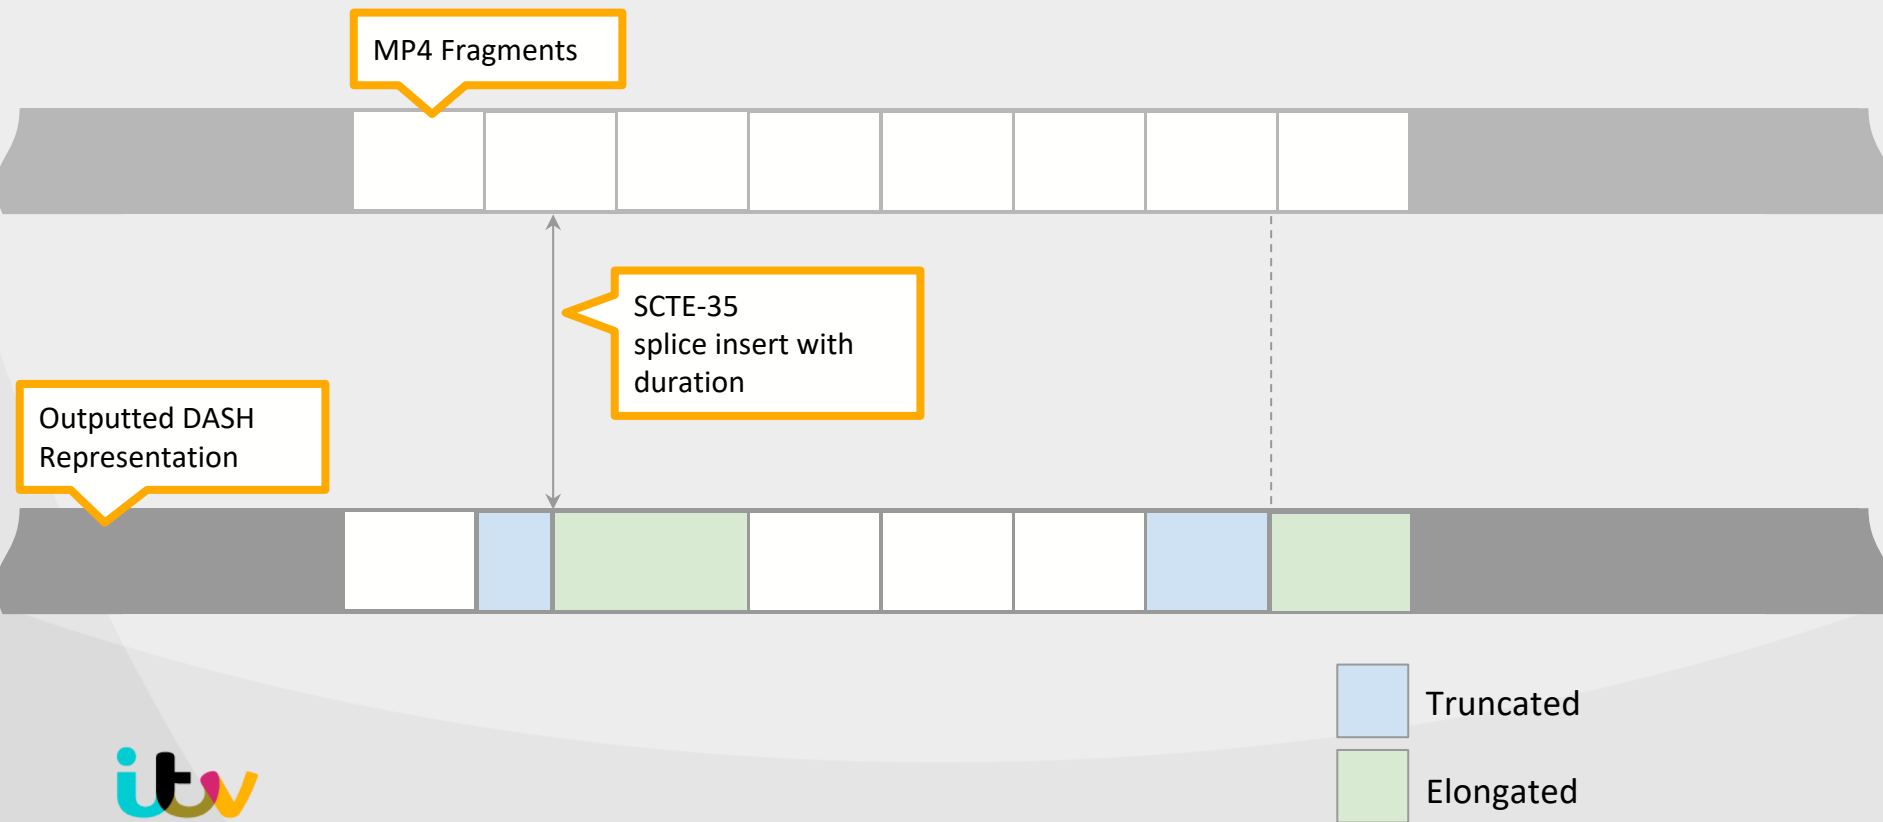 MP4 Fragments
SCTE-35
splice insert with
duration
Outputted DASH
Representation
Truncated
Elongated
itv